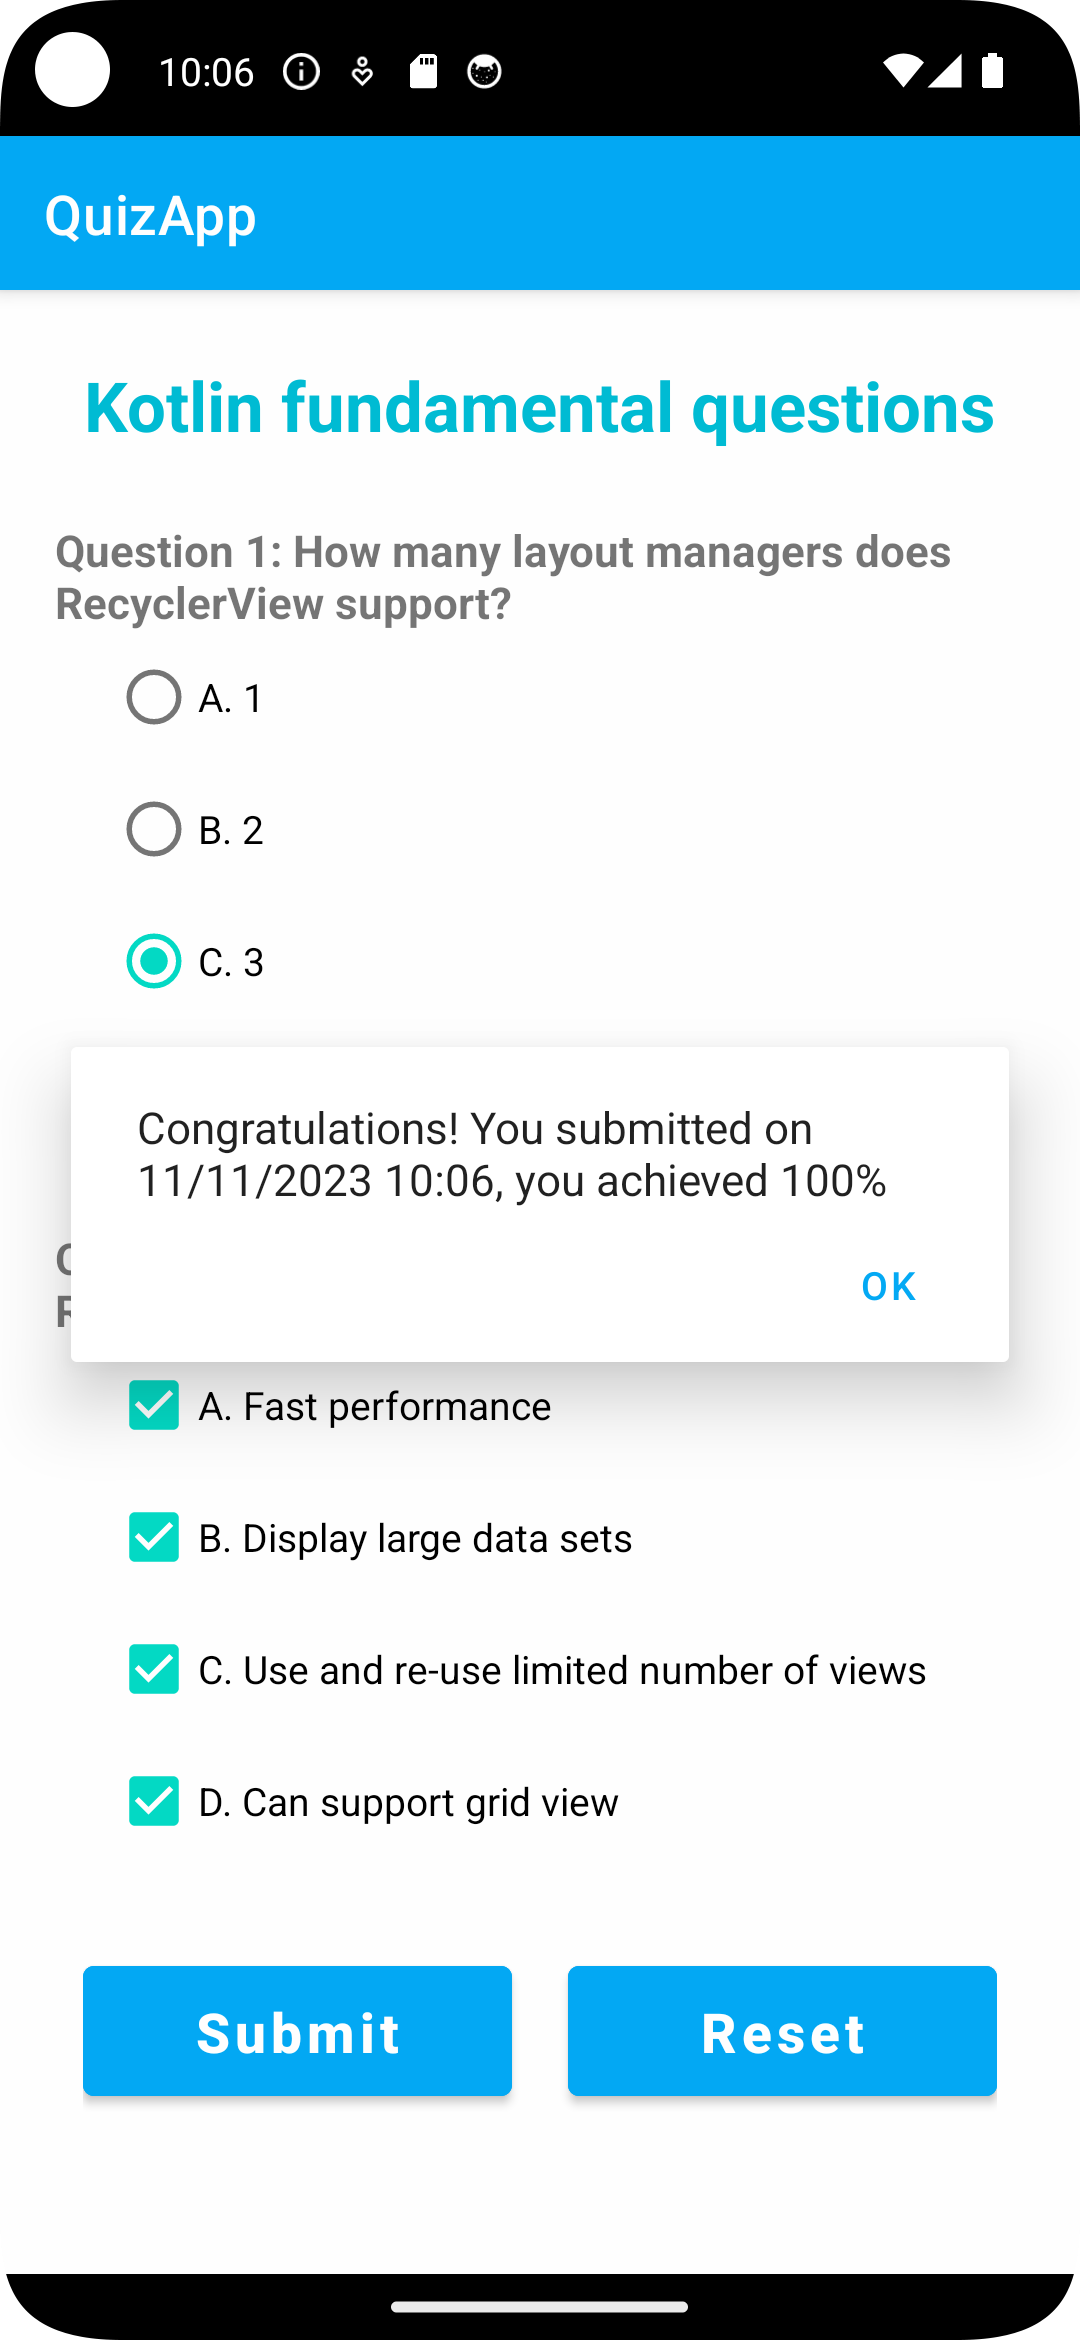 10:06
QuizApp
Kotlin fundamental questions
Question 1: How many layout managers does
RecyclerView support?
A. 1
B. 2
C. 3
Congratulations! You submitted on
11/11/2023 10:06, you achieved 100%
OK
A. Fast performance
B. Display large data sets
C. Use and re-use limited number of views
D. Can support grid view
Submit
Reset